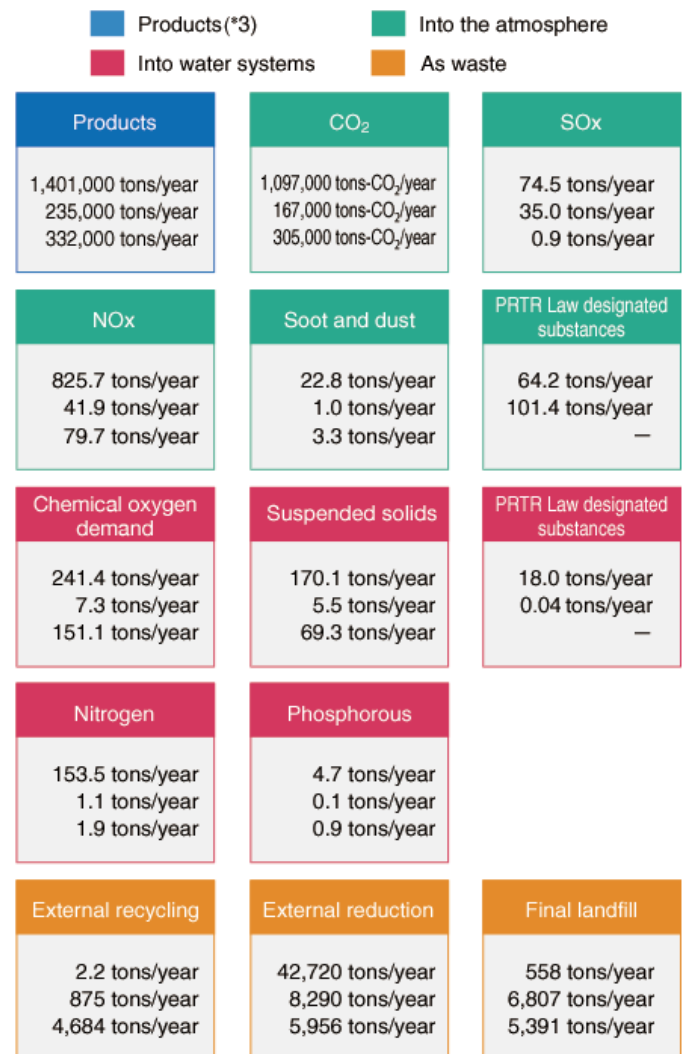 Products(*3)
Into the atmosphere
Into water systems
As waste
Products
1,401,000 tons/year
235,000 tons/year
332,000 tons/year
CO₂
1,097,000 tons-CO₂/year
167,000 tons-CO₂/year
305,000 tons-CO₂/year
SOx
74.5 tons/year
35.0 tons/year
0.9 tons/year
NOx
825.7 tons/year
41.9 tons/year
79.7 tons/year
Soot and dust
22.8 tons/year
1.0 tons/year
3.3 tons/year
PRTR Law designated
substances
64.2 tons/year
101.4 tons/year
—
Chemical oxygen
demand
241.4 tons/year
7.3 tons/year
151.1 tons/year
Suspended solids
170.1 tons/year
5.5 tons/year
69.3 tons/year
PRTR Law designated
substances
18.0 tons/year
0.04 tons/year
—
Nitrogen
153.5 tons/year
1.1 tons/year
1.9 tons/year
Phosphorous
4.7 tons/year
0.1 tons/year
0.9 tons/year
External recycling
2.2 tons/year
875 tons/year
4,684 tons/year
External reduction
42,720 tons/year
8,290 tons/year
5,956 tons/year
Final landfill
558 tons/year
6,807 tons/year
5,391 tons/year